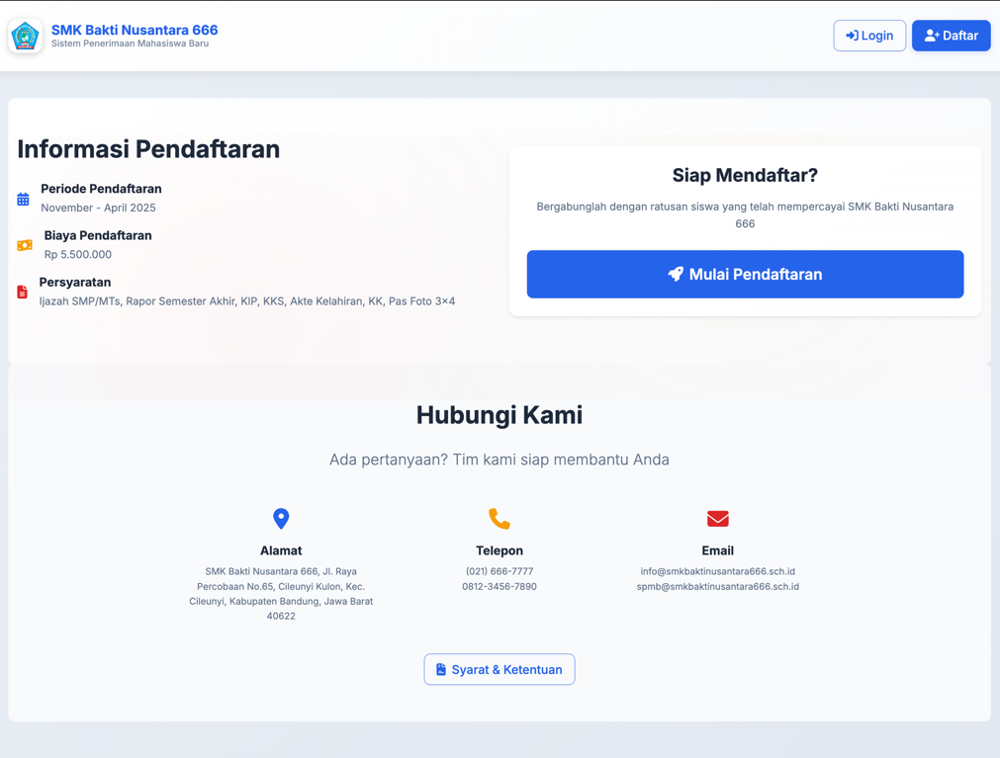 SMK Bakti Nusantara 666
Sistem Penerimaan Mahasiswa Baru
Login
Daftar
Informasi Pendaftaran
Periode Pendaftaran
November - April 2025
Biaya Pendaftaran
Rp 5.500.000
Persyaratan
Ijazah SMP/MTs, Rapor Semester Akhir, KIP, KKS, Akte Kelahiran, KK, Pas Foto 3x4
Siap Mendaftar?
Bergabunglah dengan ratusan siswa yang telah mempercayai SMK Bakti Nusantara
666
Mulai Pendaftaran
Hubungi Kami
Ada pertanyaan? Tim kami siap membantu Anda
Alamat
SMK Bakti Nusantara 666, Jl. Raya
Percobaan No.65, Cileunyi Kulon, Kec.
Cileunyi, Kabupaten Bandung, Jawa Barat
40622
Telepon
(021) 666-7777
0812-3456-7890
Email
info@smkbaktinusantara666.sch.id
spmb@smkbaktinusantara666.sch.id
Syarat & Ketentuan